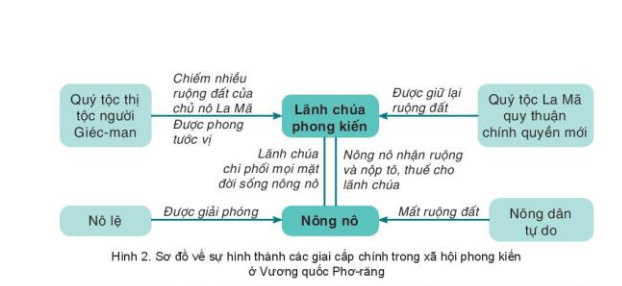 Quý tộc thị
tộc người
Giéc-man
Chiếm nhiều
ruộng đất của
chủ nô La Mã
Được phong
tước vị
Lãnh chúa
phong kiến
Được giữ lại
ruộng đất
Quý tộc La Mã
quy thuận
chính quyền mới
Lãnh chúa
chi phối mọi mặt
đời sống nông nô
Nông nô nhận ruộng
và nộp tô, thuế cho
lãnh chúa
Nô lệ
Được giải phóng
Nông nô
Mất ruộng đất
Nông dân
tự do
Hình 2. Sơ đồ về sự hình thành các giai cấp chính trong xã hội phong kiến
ở Vương quốc Phơ-răng